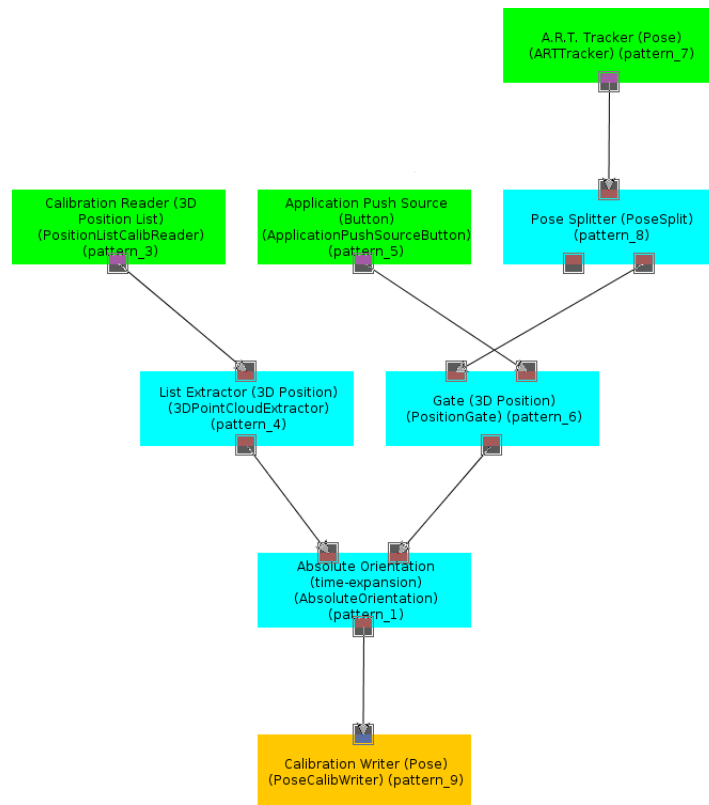 A.R.T. Tracker (Pose)
(ARTTracker) (pattern_7)
Calibration Reader (3D
Position List)
(PositionListCalibReader)
(pattern_3)
Application Push Source
(Button)
(ApplicationPushSourceButton)
(pattern_5)
Pose Splitter (PoseSplit)
(pattern_8)
List Extractor (3D Position)
(3DPointCloudExtractor)
(pattern_4)
Gate (3D Position)
(PositionGate) (pattern_6)
Absolute Orientation
(time-expansion)
(AbsoluteOrientation)
(pattern_1)
Calibration Writer (Pose)
(PoseCalibWriter) (pattern_9)